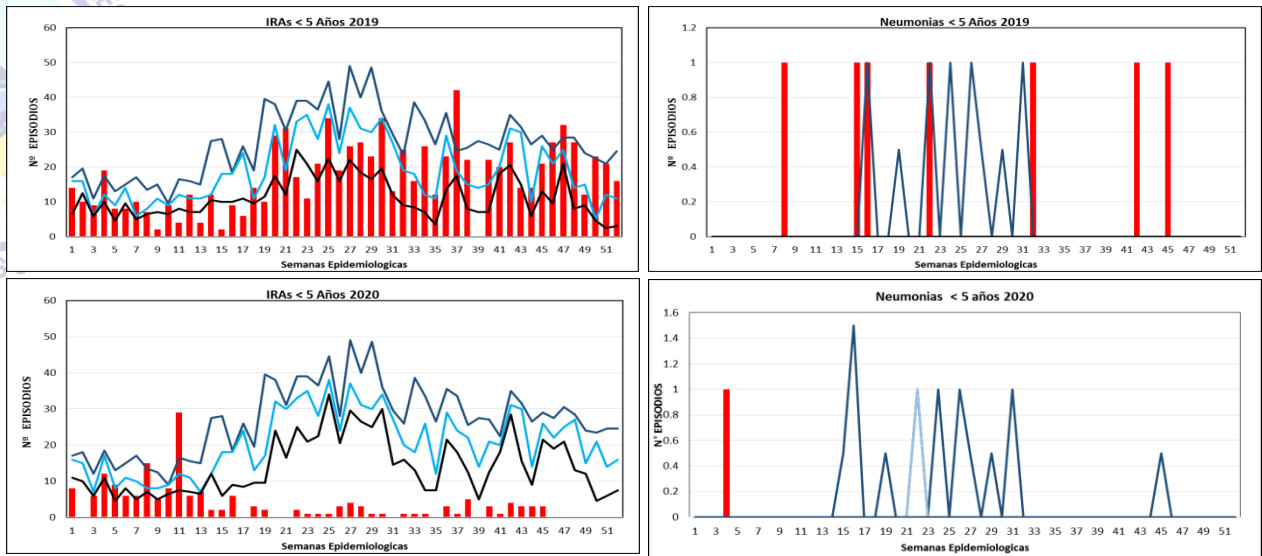 IRAs < 5 Años 2019
Nº EPISODIOS
60
50
40
30
20
10
0
1 3 5 7 9 11 13 15 17 19 21 23 25 27 29 31 33 35 37 39 41 43 45 47 49 51
Semanas Epidemiologicas
Neumonias < 5 Años 2019
1.2
1
0.8
0.6
0.4
0.2
0
1 3 5 7 9 11 13 15 17 19 21 23 25 27 29 31 33 35 37 39 41 43 45 47 49 51
Semanas Epidemiologicas
IRAs < 5 Años 2020
Nº EPISODIOS
60
50
40
30
20
10
0
1 3 5 7 9 11 13 15 17 19 21 23 25 27 29 31 33 35 37 39 41 43 45 47 49 51
Semanas Epidemiologicas
Neumonias < 5 años 2020
N° EPISODIOS
1.6
1.4
1.2
1
0.8
0.6
0.4
0.2
0
1 3 5 7 9 11 13 15 17 19 21 23 25 27 29 31 33 35 37 39 41 43 45 47 49 51
Semanas Epidemiologicas